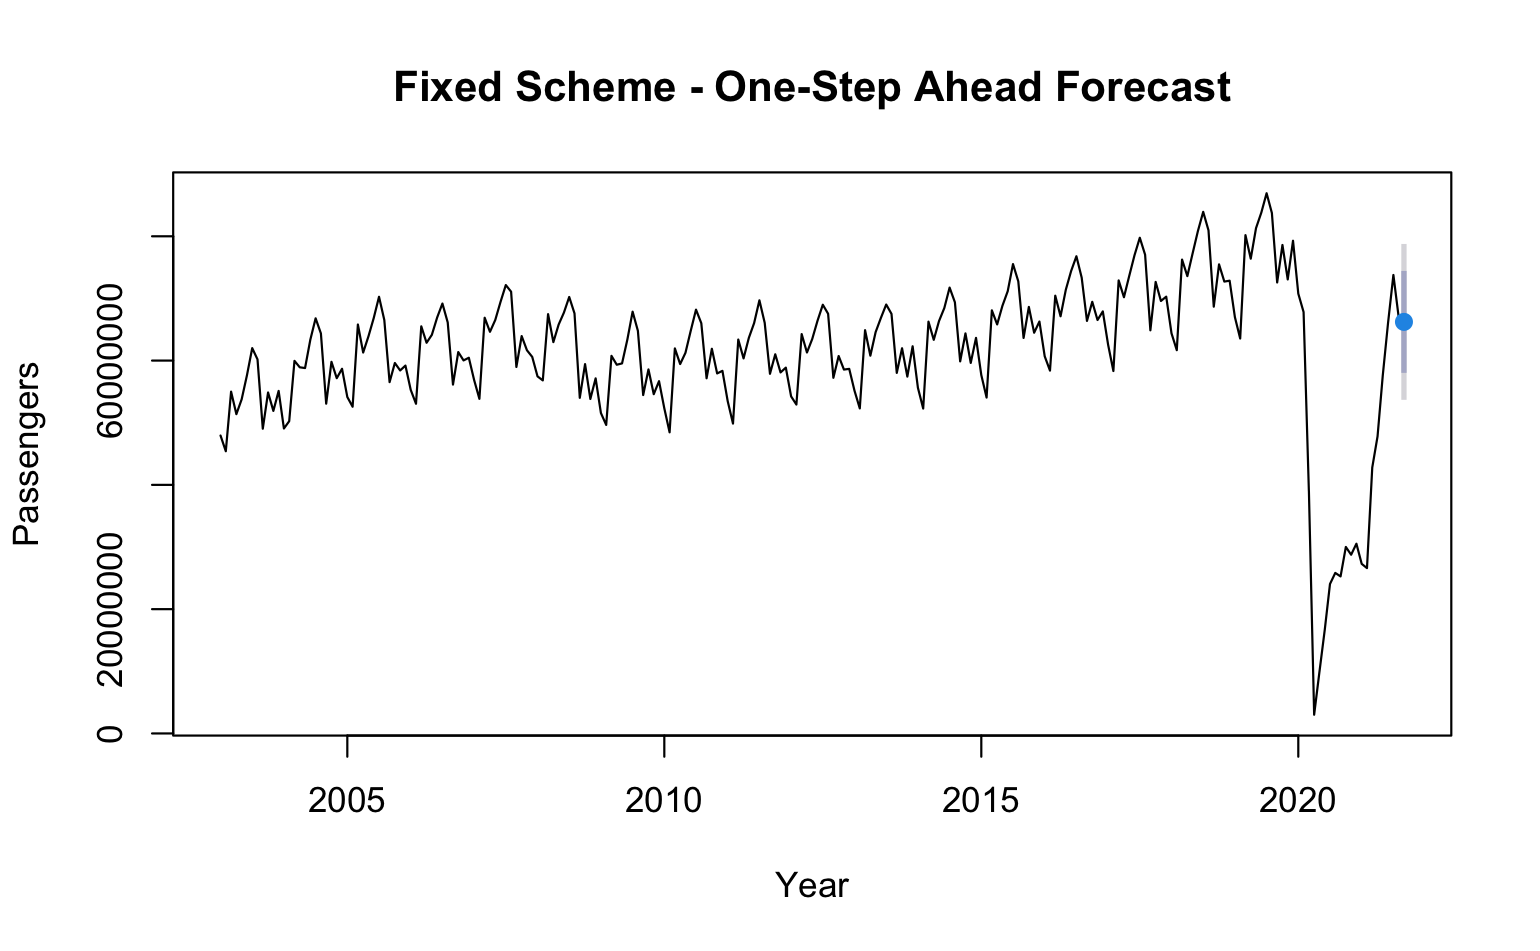 Fixed Scheme - One-Step Ahead Forecast
Passengers
60000000
20000000
0
2005 2010 2015 2020
Year